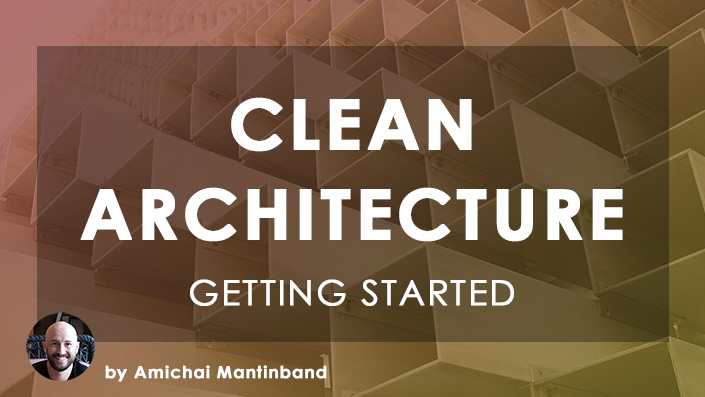 CLEAN
ARCHITECTURE
GETTING STARTED
by Amichai Mantinband